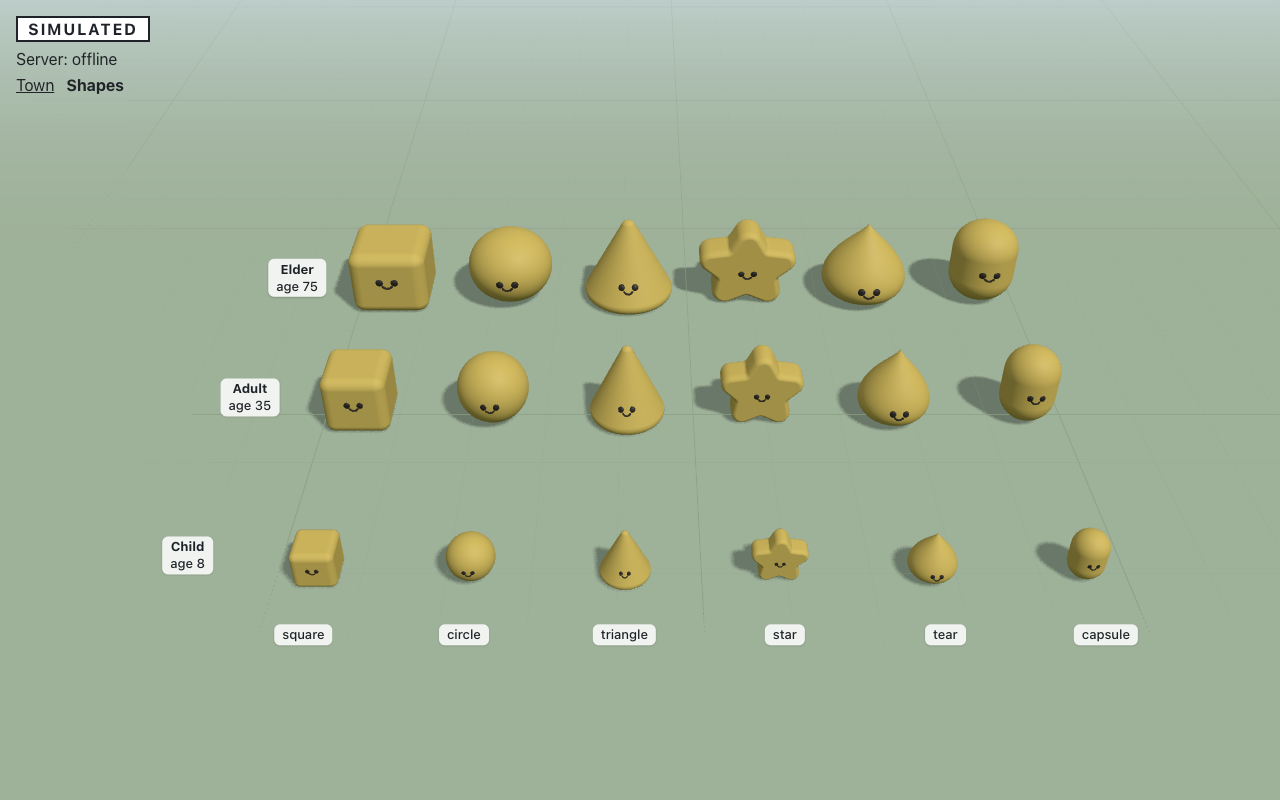 SIMULATED
Server: offline
Town Shapes
Elder
age 75
Adult
age 35
Child
age 8
square circle triangle star tear capsule